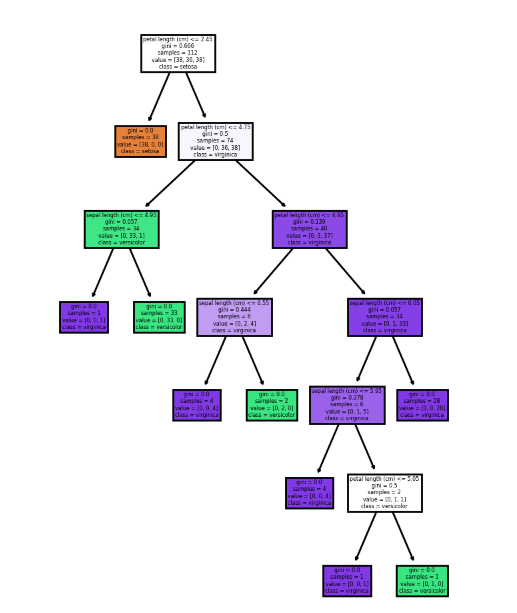 petal length (cm) <= 2.45
gini = 0.666
samples = 112
value = [38, 36, 38]
class = setosa
gini = 0.0
samples = 38
value = [38, 0, 0]
class = setosa
petal length (cm) <= 4.75
gini = 0.5
samples = 74
value = [0, 36, 38]
class = virginica
sepal length (cm) <= 4.95
gini = 0.057
samples = 34
value = [0, 33, 1]
class = versicolor
petal length (cm) <= 4.95
gini = 0.139
samples = 40
value = [0, 3, 37]
class = virginica
gini = 0.0
samples = 1
value = [0, 0, 1]
class = virginica
gini = 0.0
samples = 33
value = [0, 33, 0]
class = versicolor
sepal length (cm) <= 6.55
gini = 0.444
samples = 6
value = [0, 2, 4]
class = virginica
sepal length (cm) <= 6.05
gini = 0.057
samples = 34
value = [0, 1, 33]
class = virginica
gini = 0.0
samples = 4
value = [0, 0, 4]
class = virginica
gini = 0.0
samples = 2
value = [0, 2, 0]
class = versicolor
sepal length (cm) <= 5.95
gini = 0.278
samples = 6
value = [0, 1, 5]
class = virginica
gini = 0.0
samples = 28
value = [0, 0, 28]
class = virginica
gini = 0.0
samples = 4
value = [0, 0, 4]
class = virginica
petal length (cm) <= 5.05
gini = 0.5
samples = 2
value = [0, 1, 1]
class = versicolor
gini = 0.0
samples = 1
value = [0, 0, 1]
class = virginica
gini = 0.0
samples = 1
value = [0, 1, 0]
class = versicolor